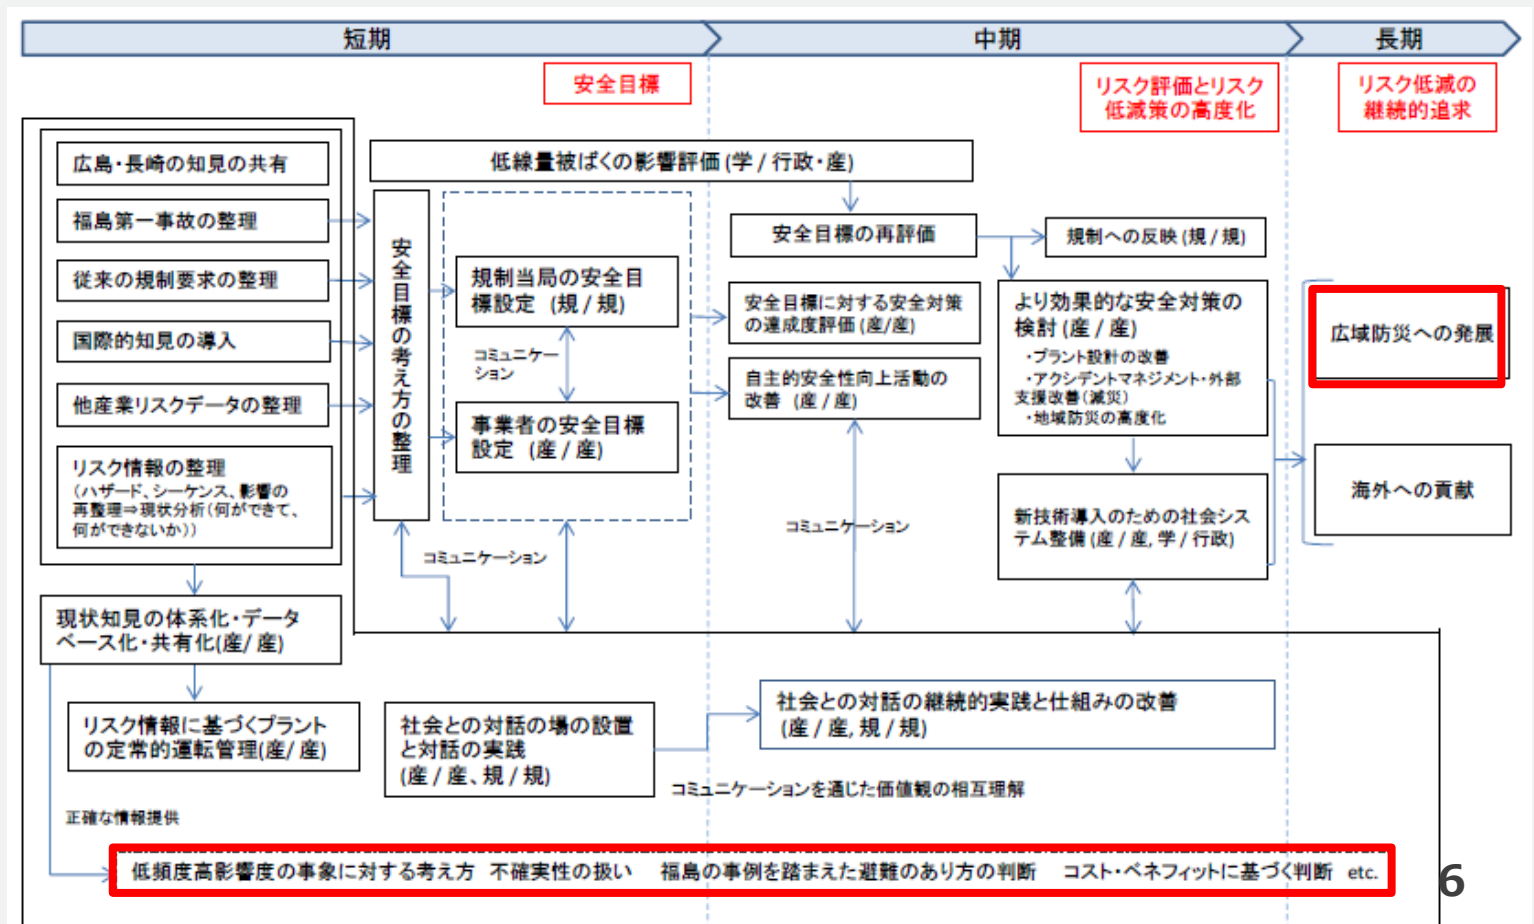 短期
中期
長期
安全目標
リスク評価とリスク
低減策の高度化
リスク低減の
継続的追求
広島・長崎の知見の共有
福島第一事故の整理
従来の規制要求の整理
国際的知見の導入
他産業リスクデータの整理
リスク情報の整理
(ハザード、シーケンス、影響の
再整理⇒現状分析(何ができて、
何ができないか))
安全目標の考え方の整理
低線量被ばくの影響評価(学 / 行政・産)
規制当局の安全目
標設定 (規 / 規)
コミュニケー
ション
事業者の安全目標
設定 (産 / 産)
コミュニケーション
安全目標の再評価
規制への反映(規 / 規)
安全目標に対する安全対策
の達成度評価(産/産)
自主的安全性向上活動の
改善 (産 / 産)
コミュニケーション
より効果的な安全対策の
検討(産 / 産)
・プラント設計の改善
・アクシデントマネジメント・外部
支援改善(減災)
・地域防災の高度化
新技術導入のための社会シス
テム整備(産 / 産, 学 / 行政)
広域防災への発展
海外への貢献
現状知見の体系化・データ
ベース化・共有化(産/ 産)
リスク情報に基づくプラント
の定常的運転管理(産/ 産)
社会との対話の場の設置
と対話の実践
(産 / 産、規 / 規)
社会との対話の継続的実践と仕組みの改善
(産 / 産, 規 / 規)
コミュニケーションを通じた価値観の相互理解
正確な情報提供
低頻度高影響度の事象に対する考え方 不確実性の扱い 福島の事例を踏まえた避難のあり方の判断 コスト・ベネフィットに基づく判断 etc.
6